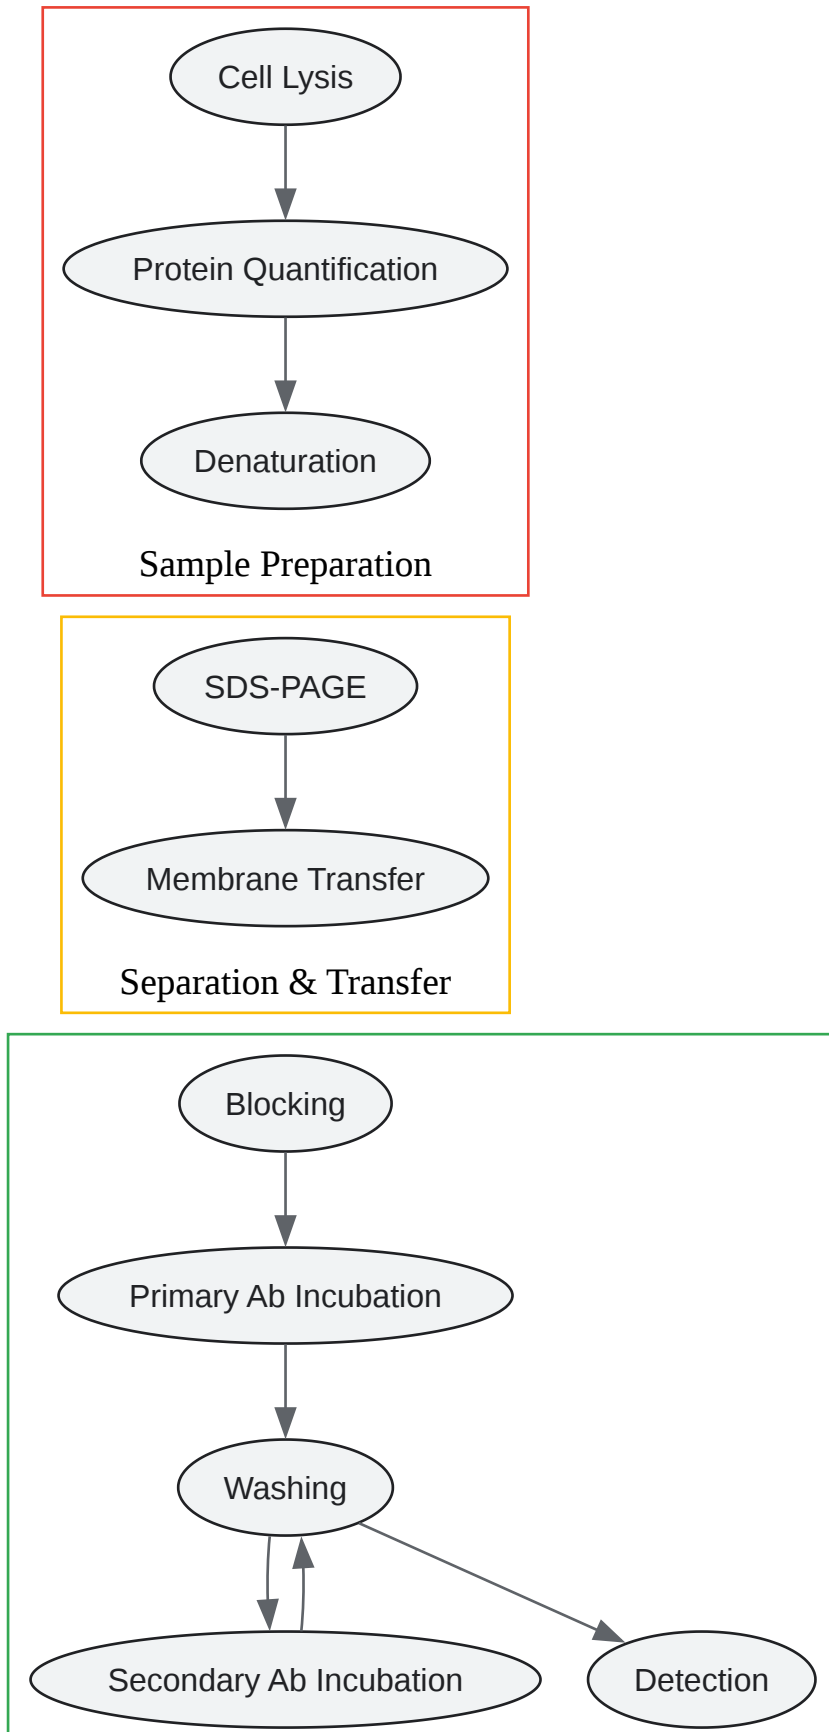 Cell Lysis
Protein Quantification
Denaturation
Sample Preparation
SDS-PAGE
Membrane Transfer
Separation & Transfer
Blocking
Primary Ab Incubation
Washing
Secondary Ab Incubation
Detection